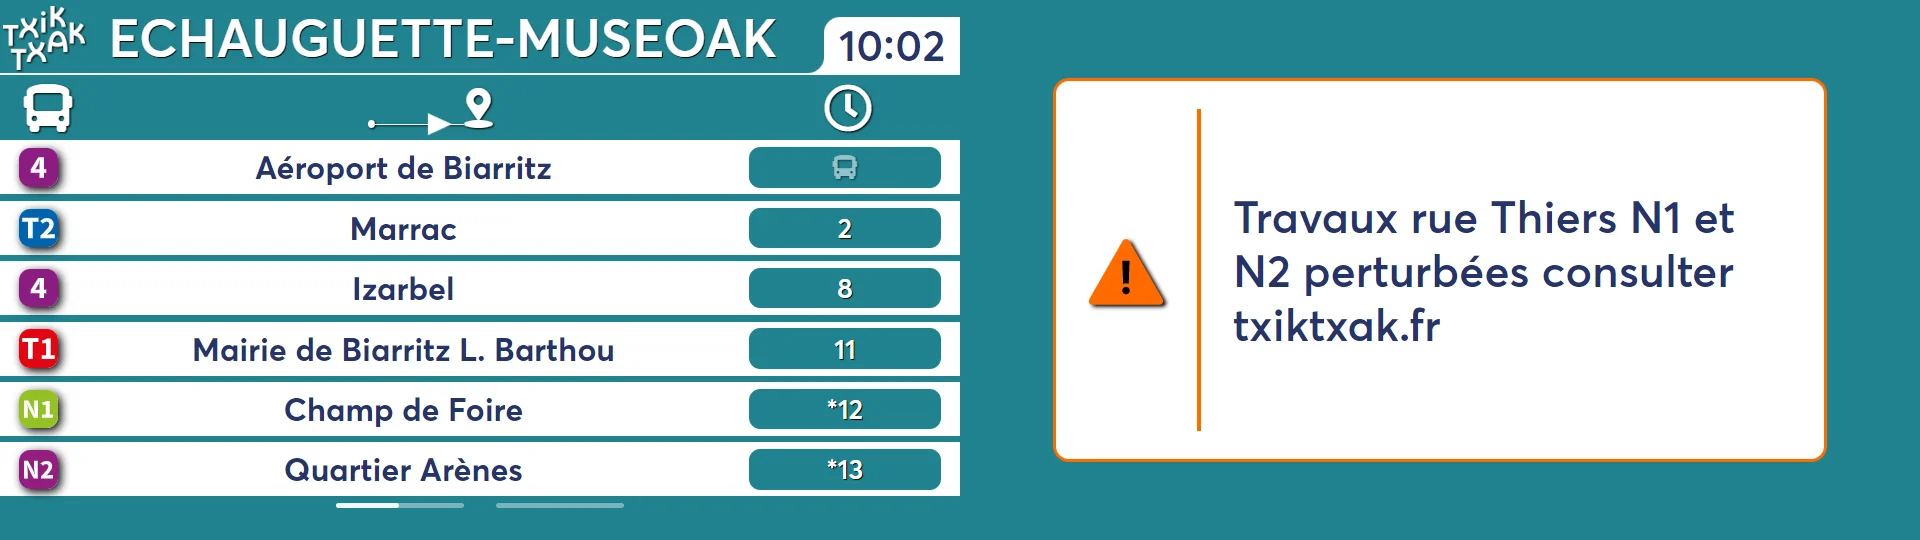 TXIK TXAK
ECHAUGUETTE-MUSEOAK
10:02
4 Aéroport de Biarritz
T2 Marrac 2
4 Izarbel 8
T1 Mairie de Biarritz L. Barthou 11
N1 Champ de Foire *12
N2 Quartier Arènes *13
Travaux rue Thiers N1 et
N2 perturbées consulter
txiktxak.fr